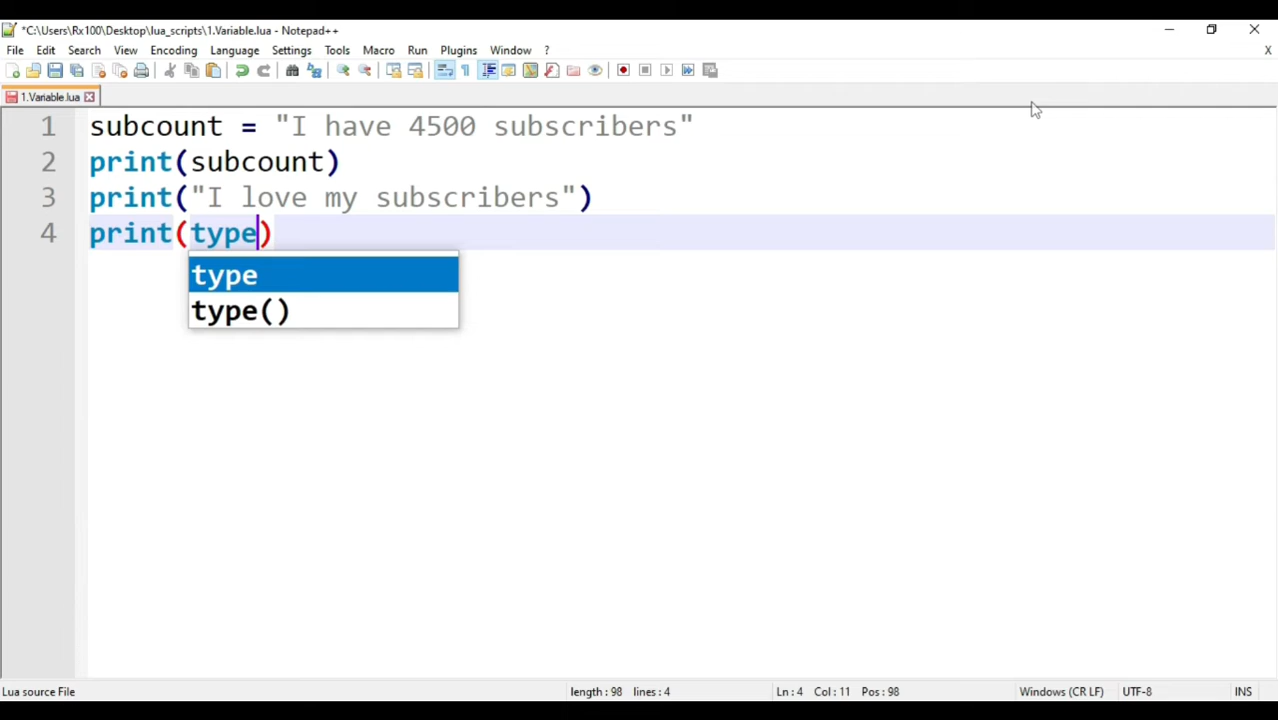 *C:\Users\Rx100\Desktop\lua_scripts\1.Variable.lua - Notepad++
File Edit Search View Encoding Language Settings Tools Macro Run Plugins Window ? X
1.Variable.lua
1 subcount = "I have 4500 subscribers"
2 print(subcount)
3 print("I love my subscribers")
4 print(type)
type
type()
Lua source File length : 98 lines : 4 Ln : 4 Col : 11 Pos : 98 Windows (CR LF) UTF-8 INS